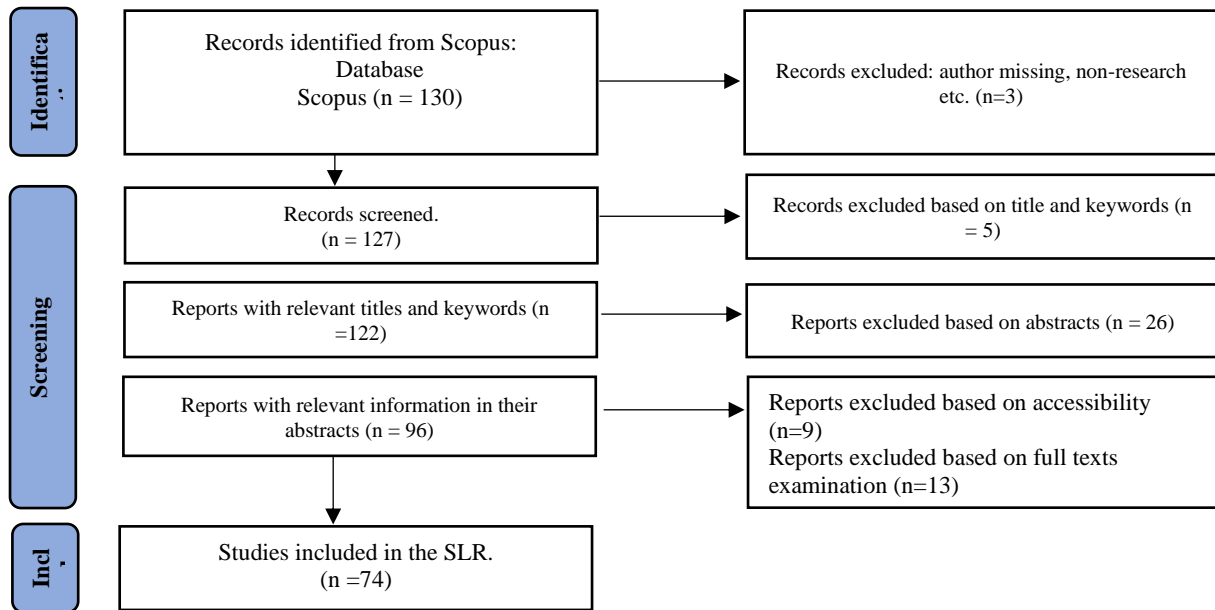 Identifica
Records identified from Scopus:
Database
Scopus (n = 130)
Records excluded: author missing, non-research
etc. (n=3)
Screening
Records screened.
(n = 127)
Records excluded based on title and keywords (n
= 5)
Reports with relevant titles and keywords (n
=122)
Reports excluded based on abstracts (n = 26)
Reports with relevant information in their
abstracts (n = 96)
Reports excluded based on accessibility
(n=9)
Reports excluded based on full texts
examination (n=13)
Incl
Studies included in the SLR.
(n =74)